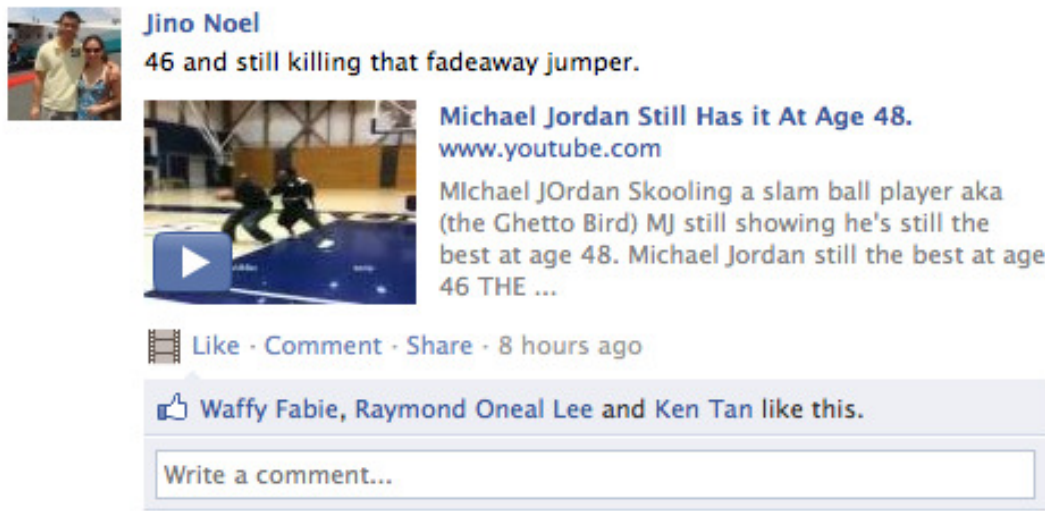 Jino Noel
46 and still killing that fadeaway jumper.
Michael Jordan Still Has it At Age 48.
www.youtube.com
MIchael JOrdan Skooling a slam ball player aka
(the Ghetto Bird) MJ still showing he's still the
best at age 48. Michael Jordan still the best at age
46 THE ...
Like · Comment · Share · 8 hours ago
Waffy Fabie, Raymond Oneal Lee and Ken Tan like this.
Write a comment...